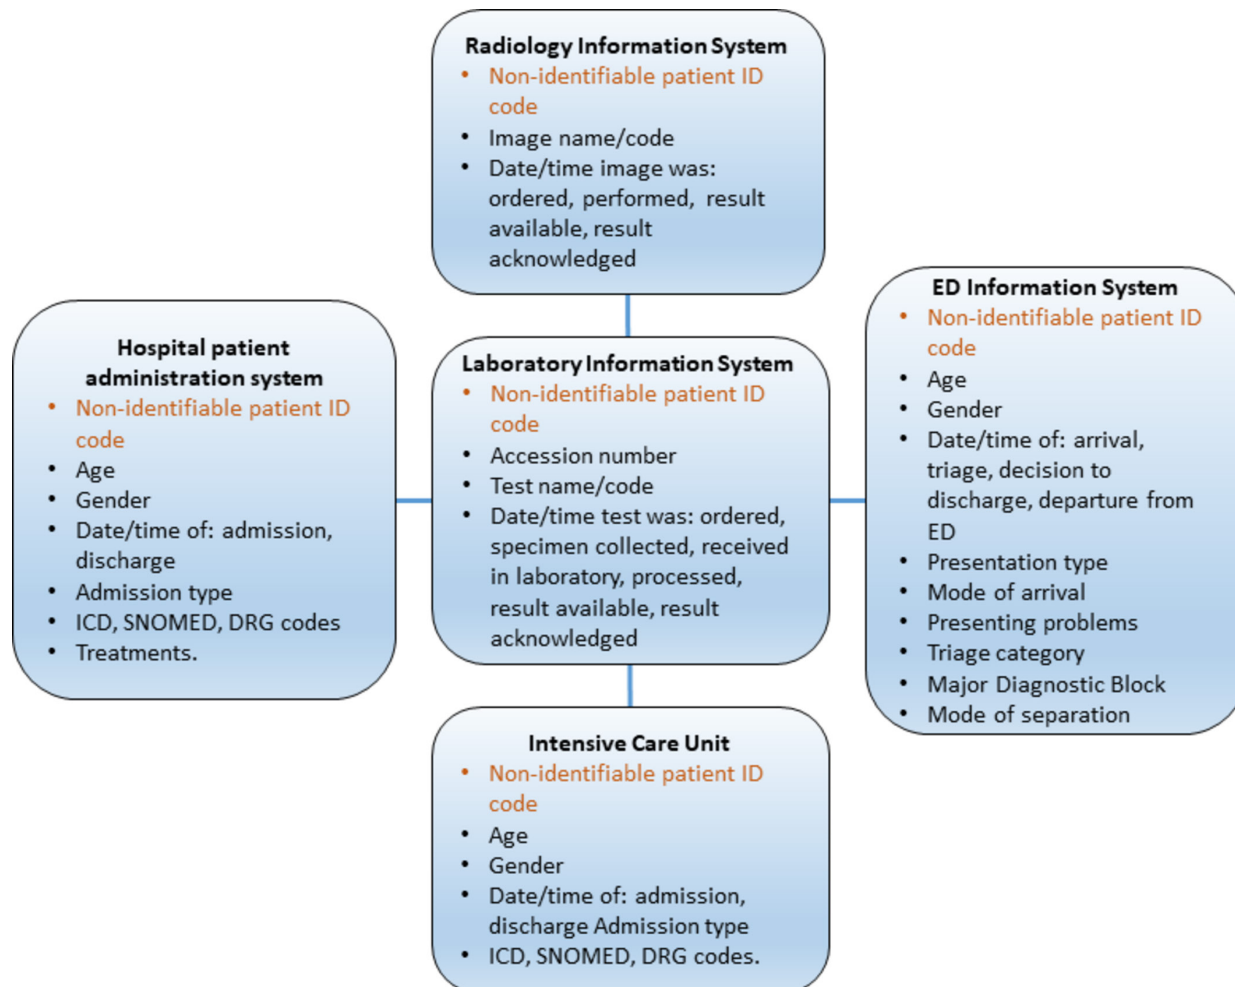 Radiology Information System
• Non-identifiable patient ID
code
• Image name/code
• Date/time image was:
ordered, performed, result
available, result
acknowledged
Hospital patient
administration system
• Non-identifiable patient ID
code
• Age
• Gender
• Date/time of: admission,
discharge
• Admission type
• ICD, SNOMED, DRG codes
• Treatments.
Laboratory Information System
• Non-identifiable patient ID
code
• Accession number
• Test name/code
• Date/time test was: ordered,
specimen collected, received
in laboratory, processed,
result available, result
acknowledged
ED Information System
• Non-identifiable patient ID
code
• Age
• Gender
• Date/time of: arrival,
triage, decision to
discharge, departure from
ED
• Presentation type
• Mode of arrival
• Presenting problems
• Triage category
• Major Diagnostic Block
• Mode of separation
Intensive Care Unit
• Non-identifiable patient ID
code
• Age
• Gender
• Date/time of: admission,
discharge Admission type
• ICD, SNOMED, DRG codes.